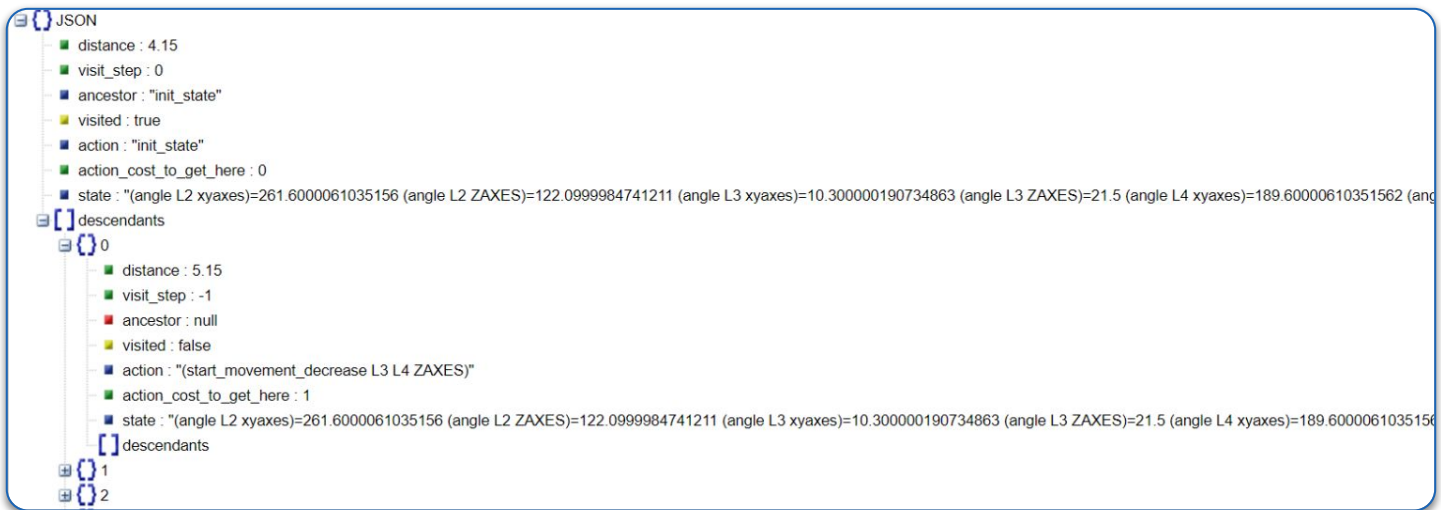 JSON
distance : 4.15
visit_step : 0
ancestor : "init_state"
visited : true
action : "init_state"
action_cost_to_get_here : 0
state : "(angle L2 xyaxes)=261.6000061035156 (angle L2 ZAXES)=122.0999984741211 (angle L3 xyaxes)=10.300000190734863 (angle L3 ZAXES)=21.5 (angle L4 xyaxes)=189.60000610351562 (ang
descendants
0
distance : 5.15
visit_step : -1
ancestor : null
visited : false
action : "(start_movement_decrease L3 L4 ZAXES)"
action_cost_to_get_here : 1
state : "(angle L2 xyaxes)=261.6000061035156 (angle L2 ZAXES)=122.0999984741211 (angle L3 xyaxes)=10.300000190734863 (angle L3 ZAXES)=21.5 (angle L4 xyaxes)=189.6000061035156
descendants
1
2